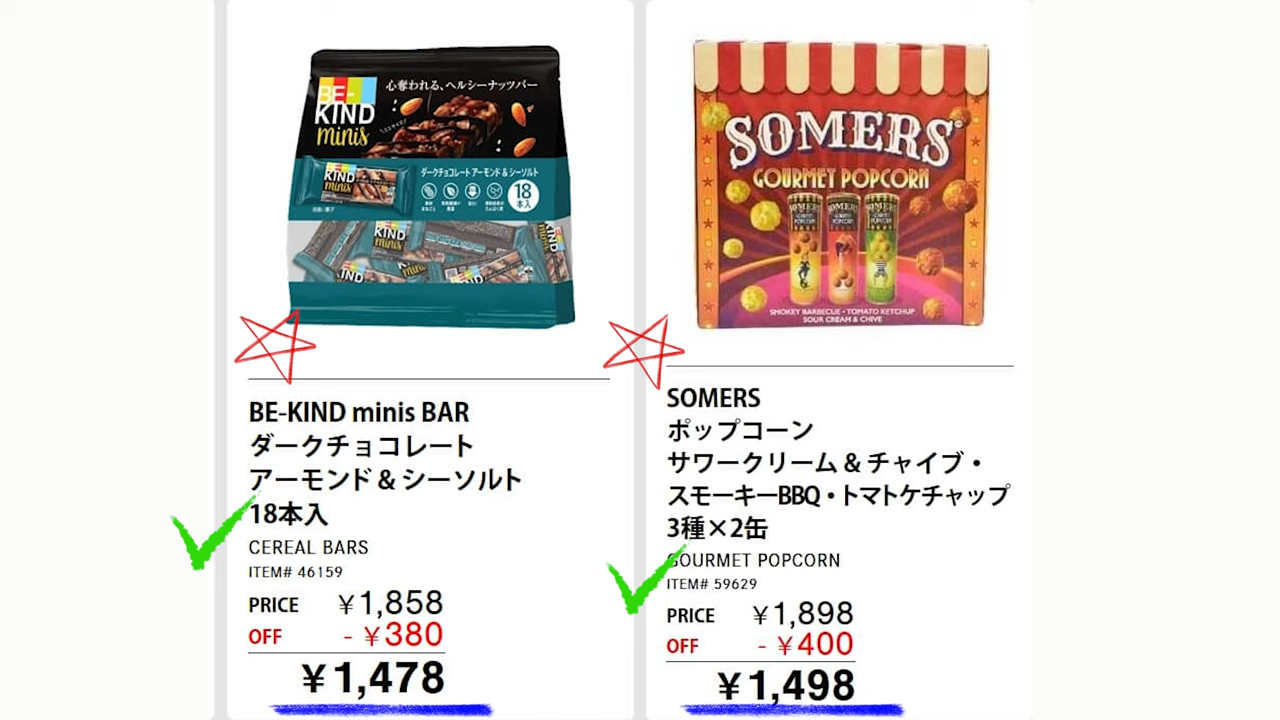 BE-
KIND
minis
心奪われる、ヘルシーナッツバー
ダークチョコレート アーモンド&シーソルト
18
本入
KIND
minis
KIND
minis
KIND
KIND
SOMERS
GOURMET POPCORN
SMOKEY BARBECUE • TOMATO KETCHUP
SOUR CREAM & CHIVE
BE-KIND minis BAR
ダークチョコレート
アーモンド&シーソルト
18本入
CEREAL BARS
ITEM# 46159
PRICE ¥1,858
OFF -¥380
¥1,478
SOMERS
ポップコーン
サワークリーム&チャイブ・
スモーキーBBQ・トマトケチャップ
3種×2缶
GOURMET POPCORN
ITEM# 59629
PRICE ¥1,898
OFF -¥400
¥1,498